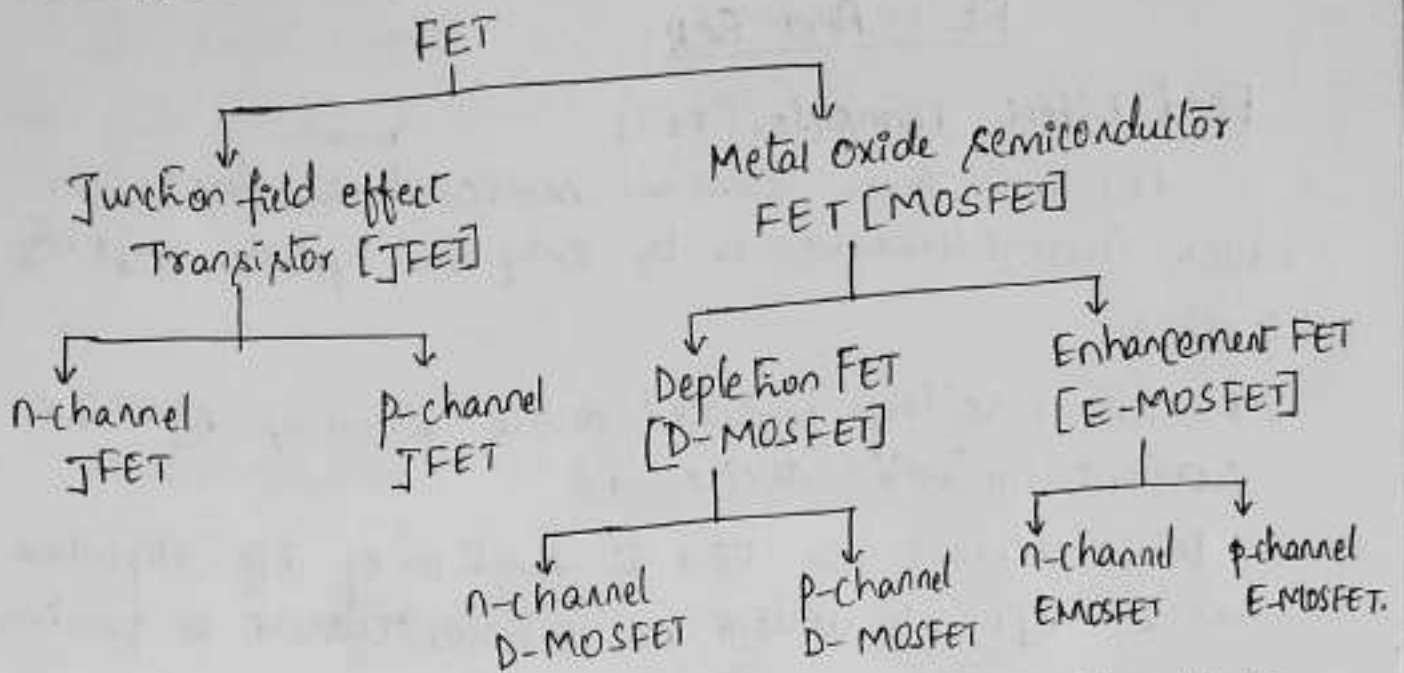 FET
Junction field effect
Transistor [JFET]
Metal Oxide semiconductor
FET [MOSFET]
n-channel
JFET
p-channel
JFET
Depletion FET
[D-MOSFET]
Enhancement FET
[E-MOSFET]
n-channel
D-MOSFET
p-channel
D-MOSFET
n-channel
EMOSFET
p-channel
E-MOSFET.